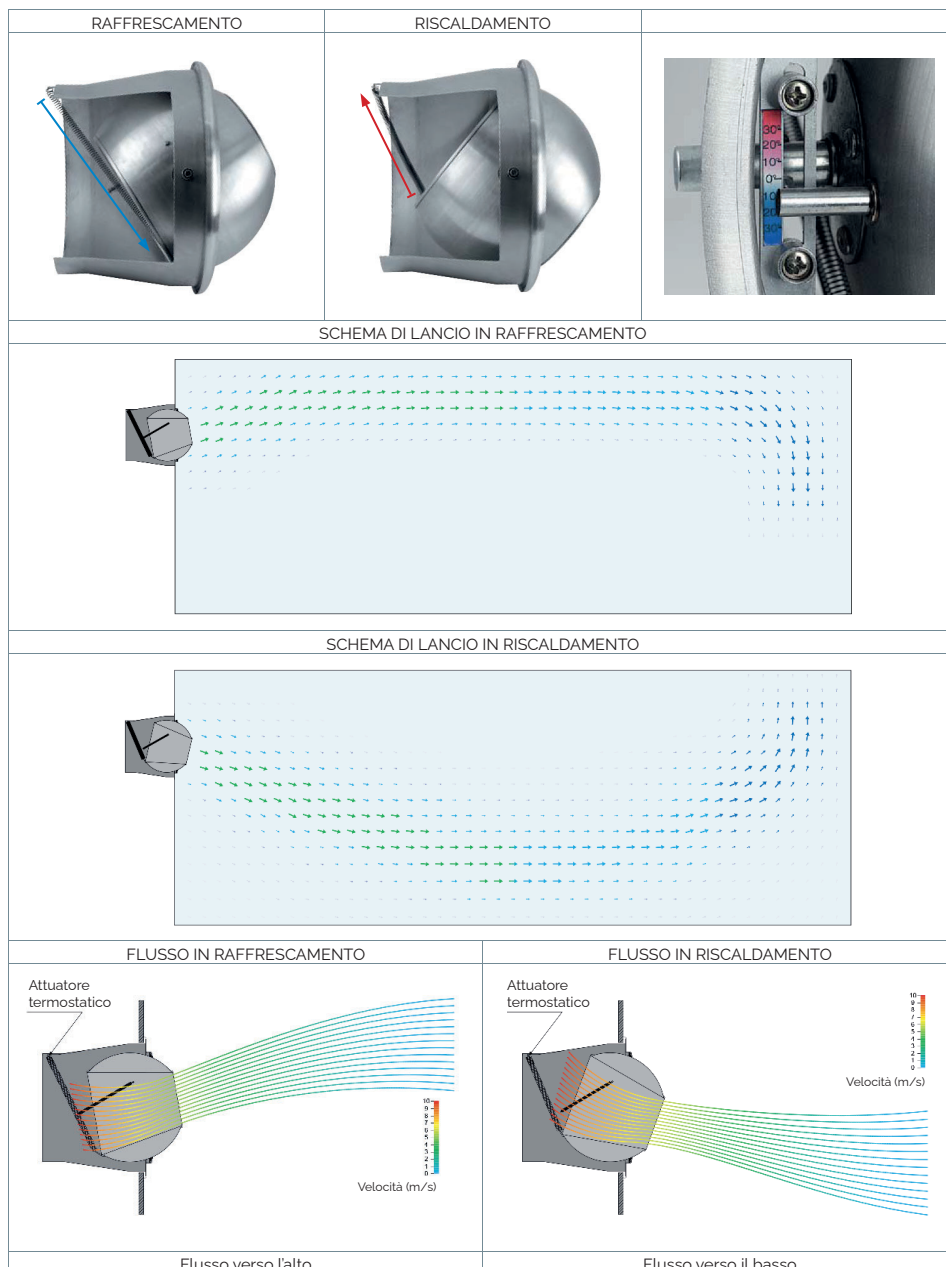 RAFFRESCAMENTO
RISCALDAMENTO
30°
20°
10°
0°
10
20
30°
SCHEMA DI LANCIO IN RAFFRESCAMENTO
SCHEMA DI LANCIO IN RISCALDAMENTO
FLUSSO IN RAFFRESCAMENTO
FLUSSO IN RISCALDAMENTO
Attuatore
termostatico
10
9
8
7
6
5
4
3
2
1
0
Velocità (m/s)
Attuatore
termostatico
10
9
8
7
6
5
4
3
2
1
0
Velocità (m/s)
Flusso verso l'alto
Flusso verso il basso